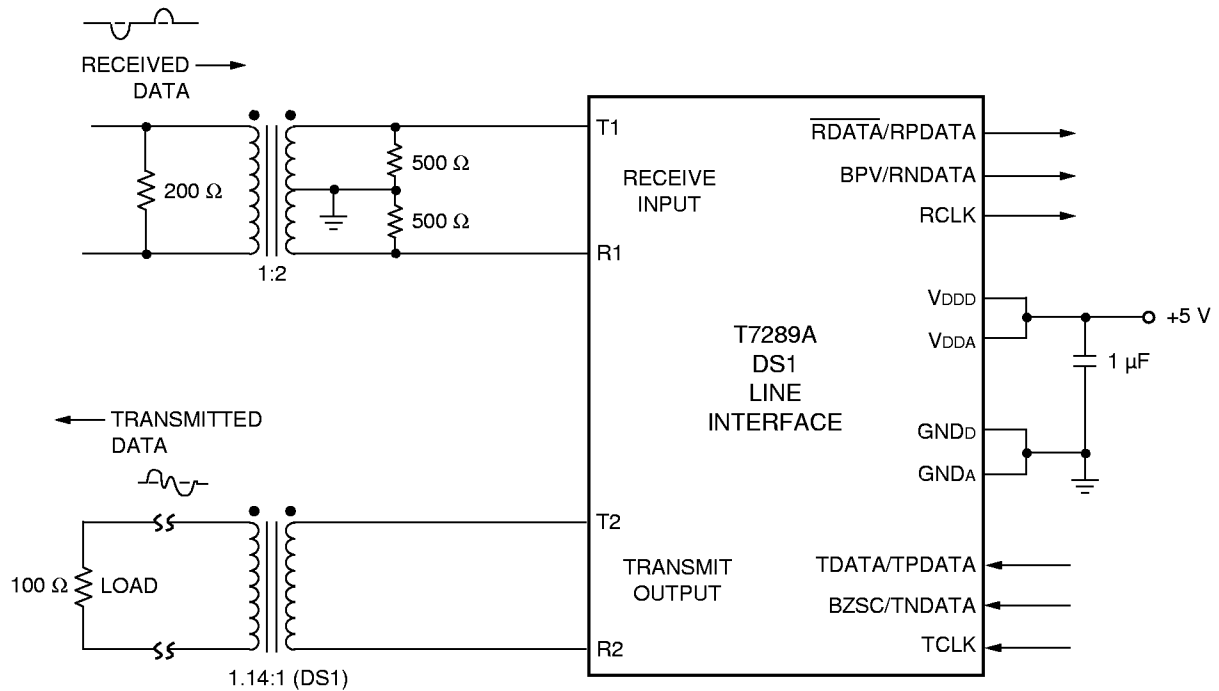 RECEIVED
DATA
200 Ω
1:2
500 Ω
500 Ω
T1
R1
RECEIVE
INPUT
RDATA/RPDATA
BPV/RNDATA
RCLK
VDDD
VDDA
+5 V
1 µF
GNDD
GNDA
T7289A
DS1
LINE
INTERFACE
TRANSMITTED
DATA
100 Ω LOAD
1.14:1 (DS1)
T2
R2
TRANSMIT
OUTPUT
TDATA/TPDATA
BZSC/TNDATA
TCLK